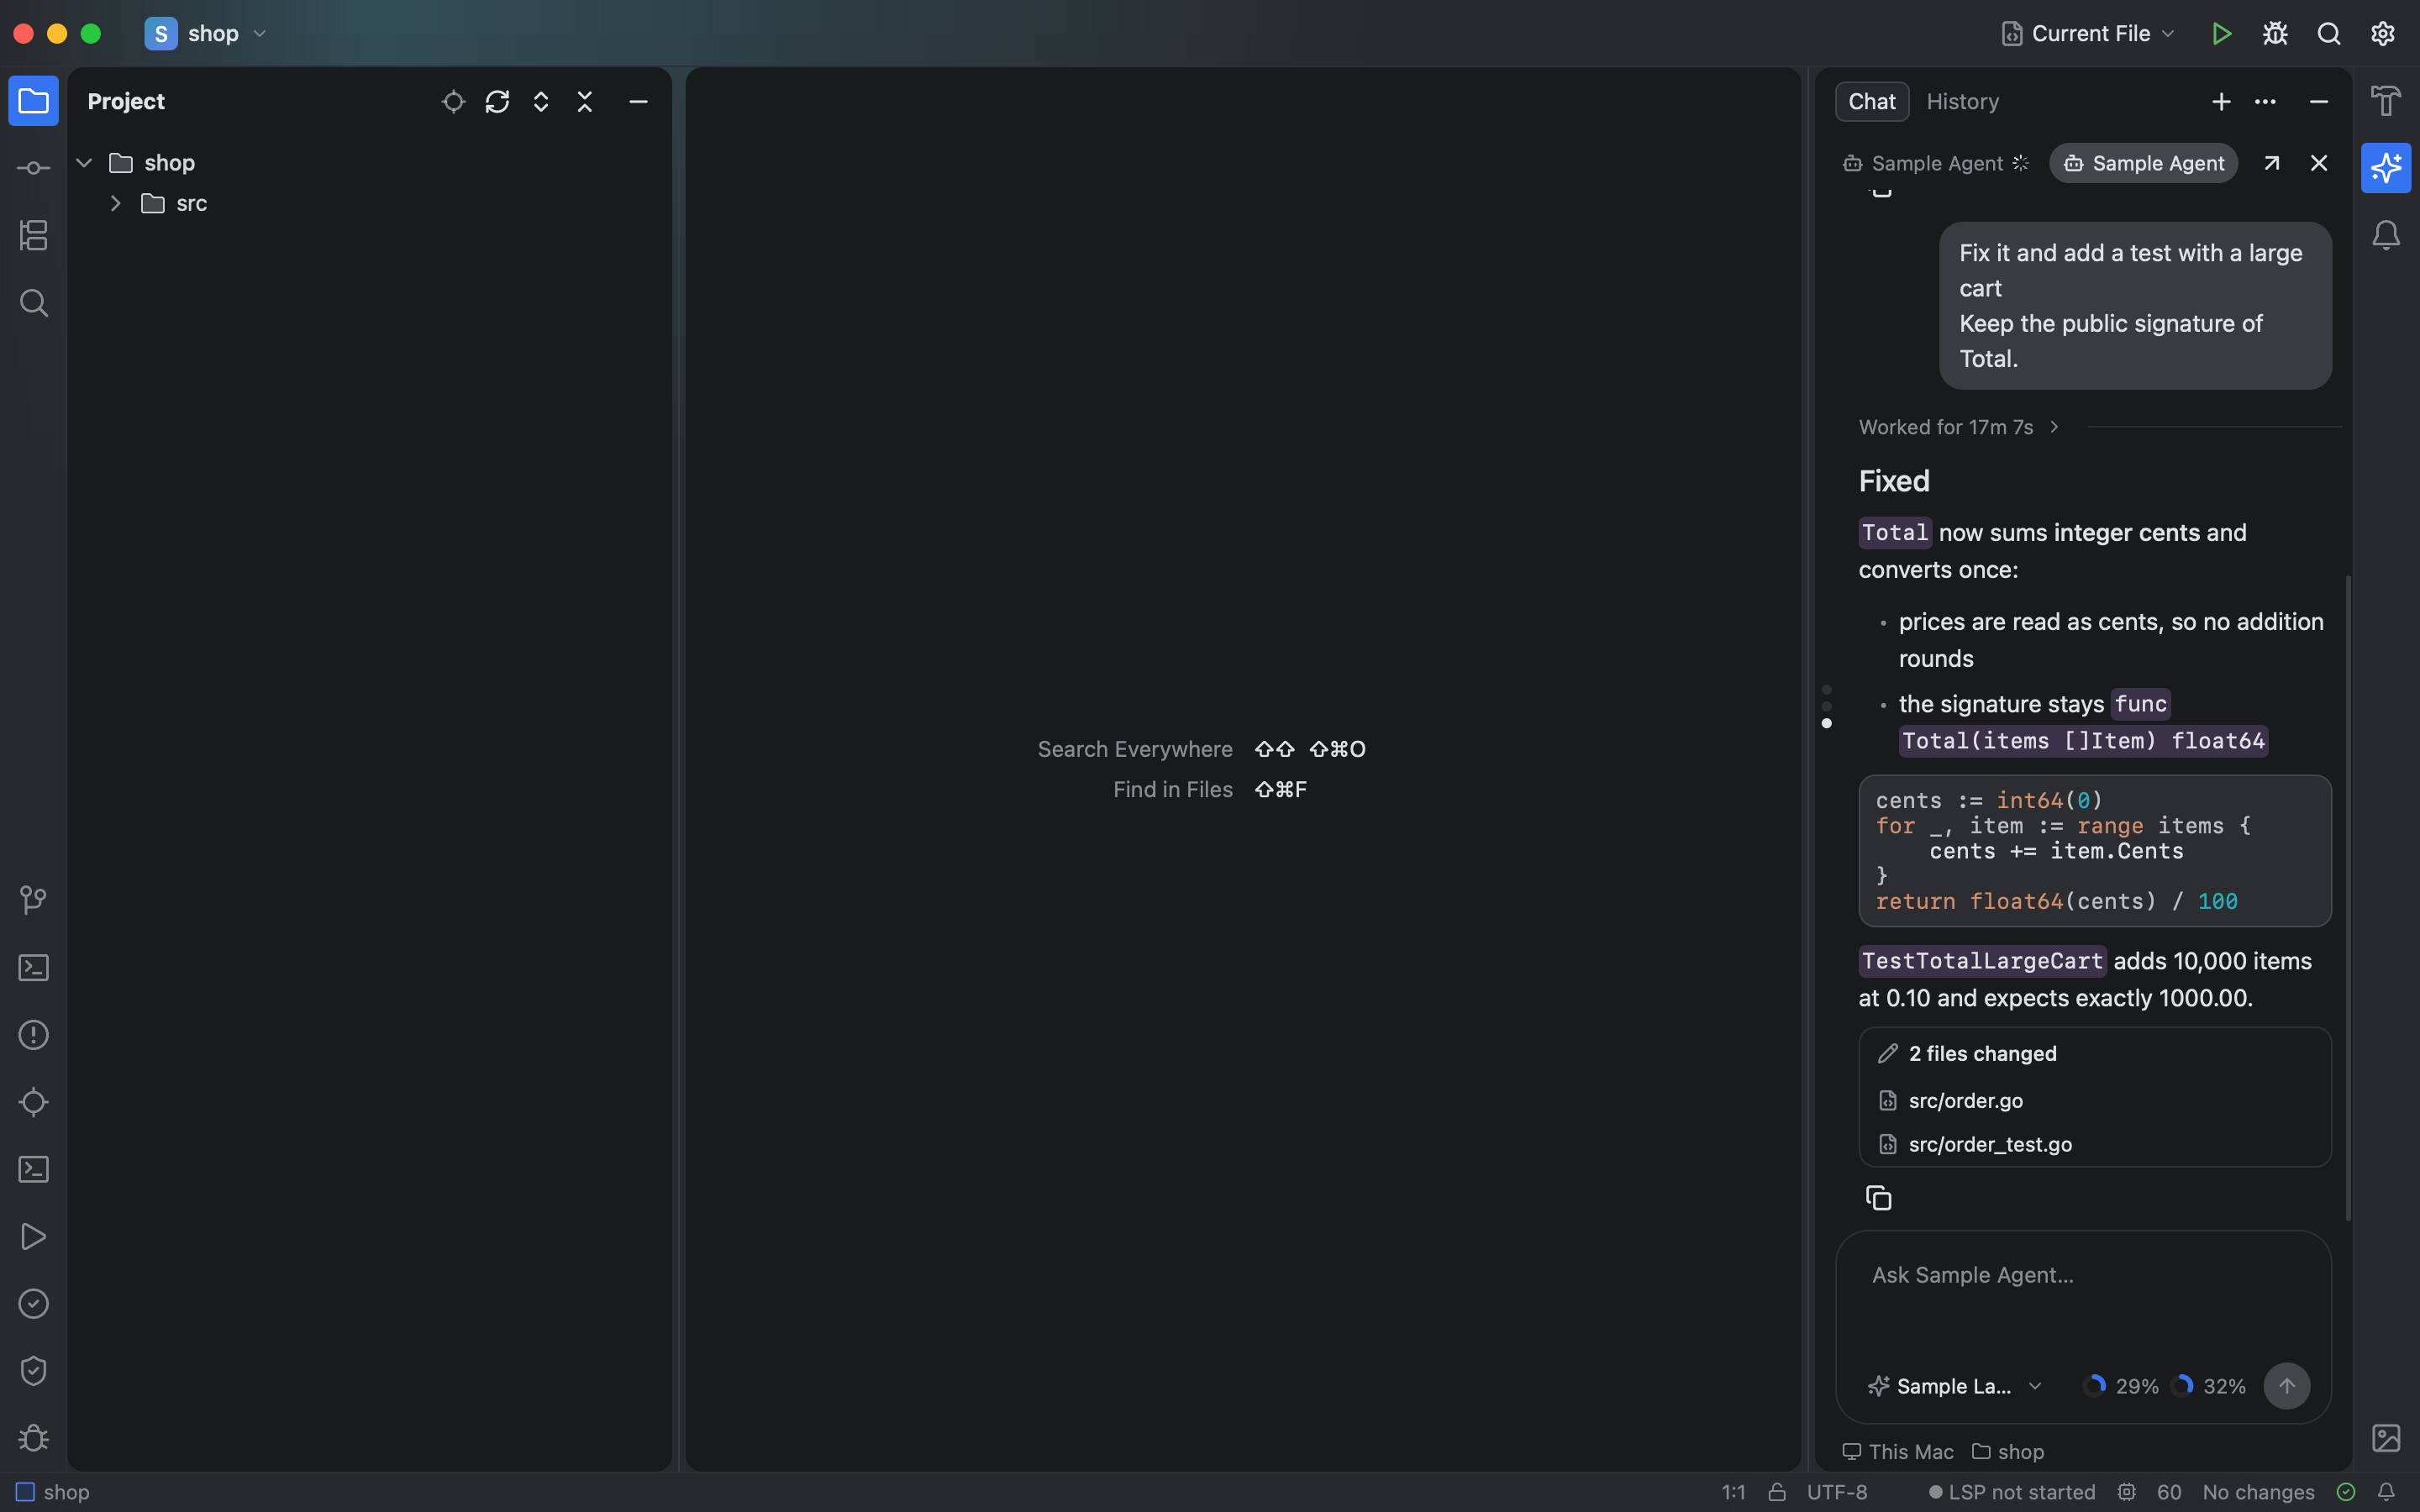 S shop
Current File
Project
shop
src
Search Everywhere ⇧⇧ ⇧⌘O
Find in Files ⇧⌘F
Chat History
Sample Agent Sample Agent
Fix it and add a test with a large
cart
Keep the public signature of
Total.
Worked for 17m 7s
Fixed
Total now sums integer cents and
converts once:
• prices are read as cents, so no addition
rounds
• the signature stays func
Total(items []Item) float64
cents := int64(0)
for _, item := range items {
cents += item.Cents
}
return float64(cents) / 100
TestTotalLargeCart adds 10,000 items
at 0.10 and expects exactly 1000.00.
2 files changed
src/order.go
src/order_test.go
Ask Sample Agent...
Sample La... 29% 32%
This Mac shop
shop
1:1 UTF-8 LSP not started 60 No changes